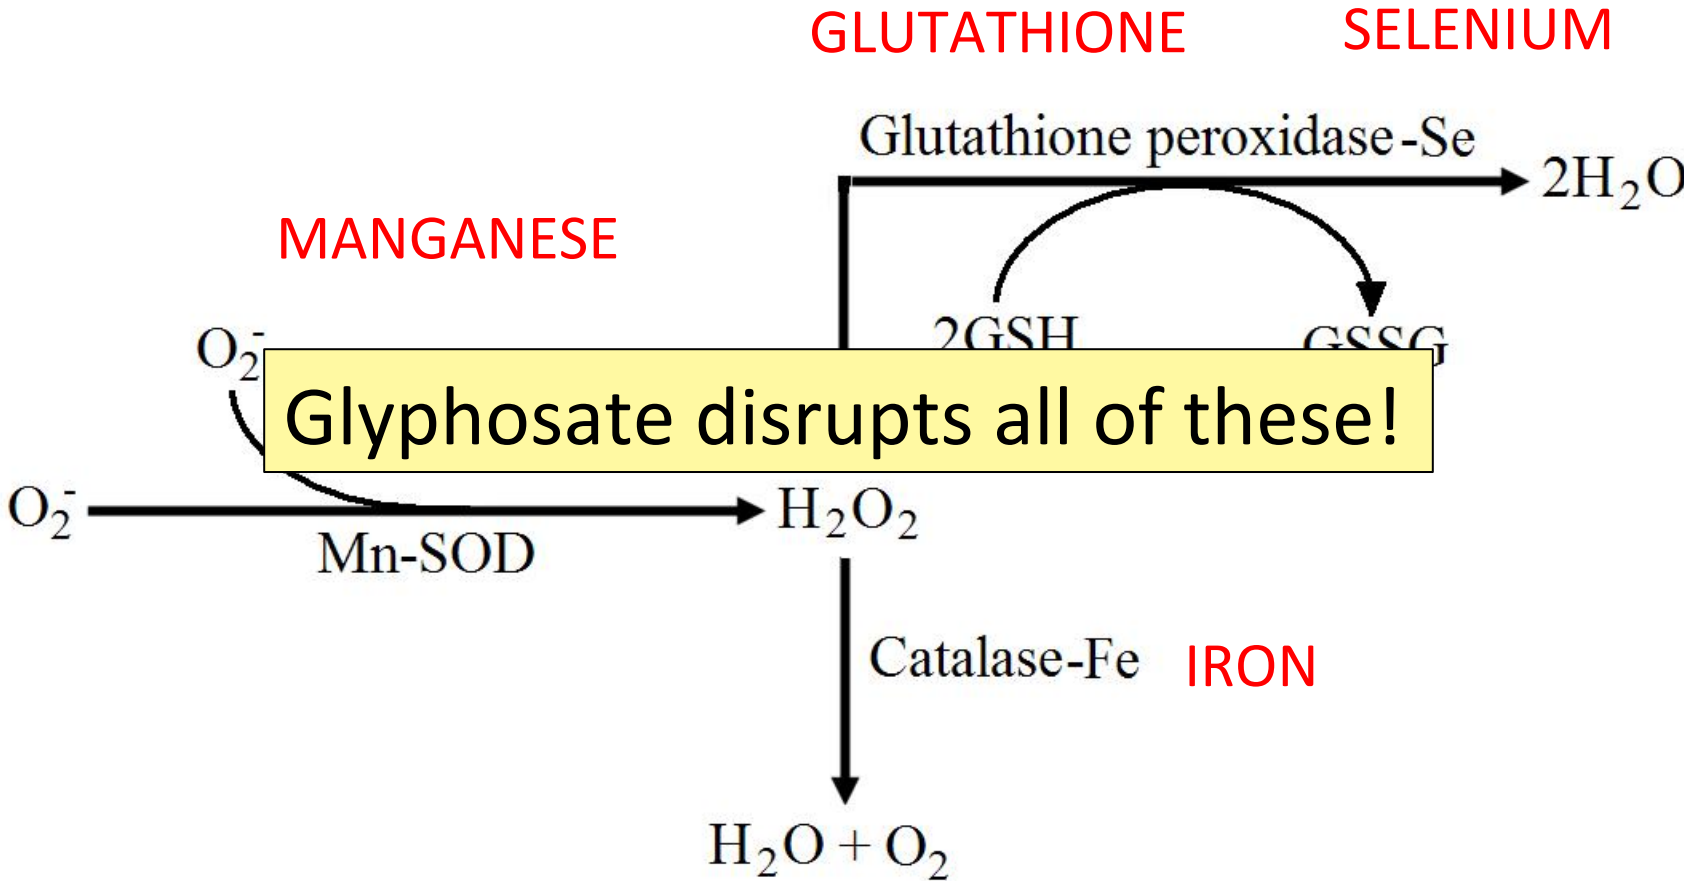 GLUTATHIONE SELENIUM
Glutathione peroxidase-Se
2H₂O
MANGANESE
2GSH GSSG
O₂⁻
Glyphosate disrupts all of these!
O₂⁻ H₂O₂
Mn-SOD
Catalase-Fe IRON
H₂O + O₂